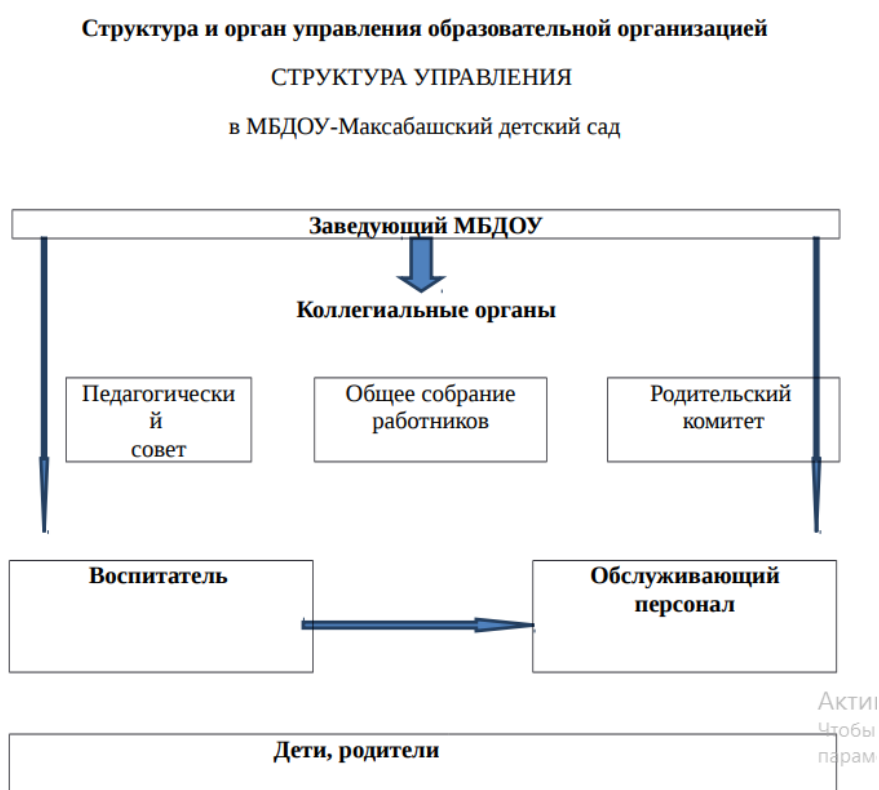 Структура и орган управления образовательной организацией
СТРУКТУРА УПРАВЛЕНИЯ
в МБДОУ-Максабашский детский сад
Заведующий МБДОУ
Коллегиальные органы
Педагогически
й
совет
Общее собрание
работников
Родительский
комитет
Воспитатель
Обслуживающий
персонал
Дети, родители
Чтобы